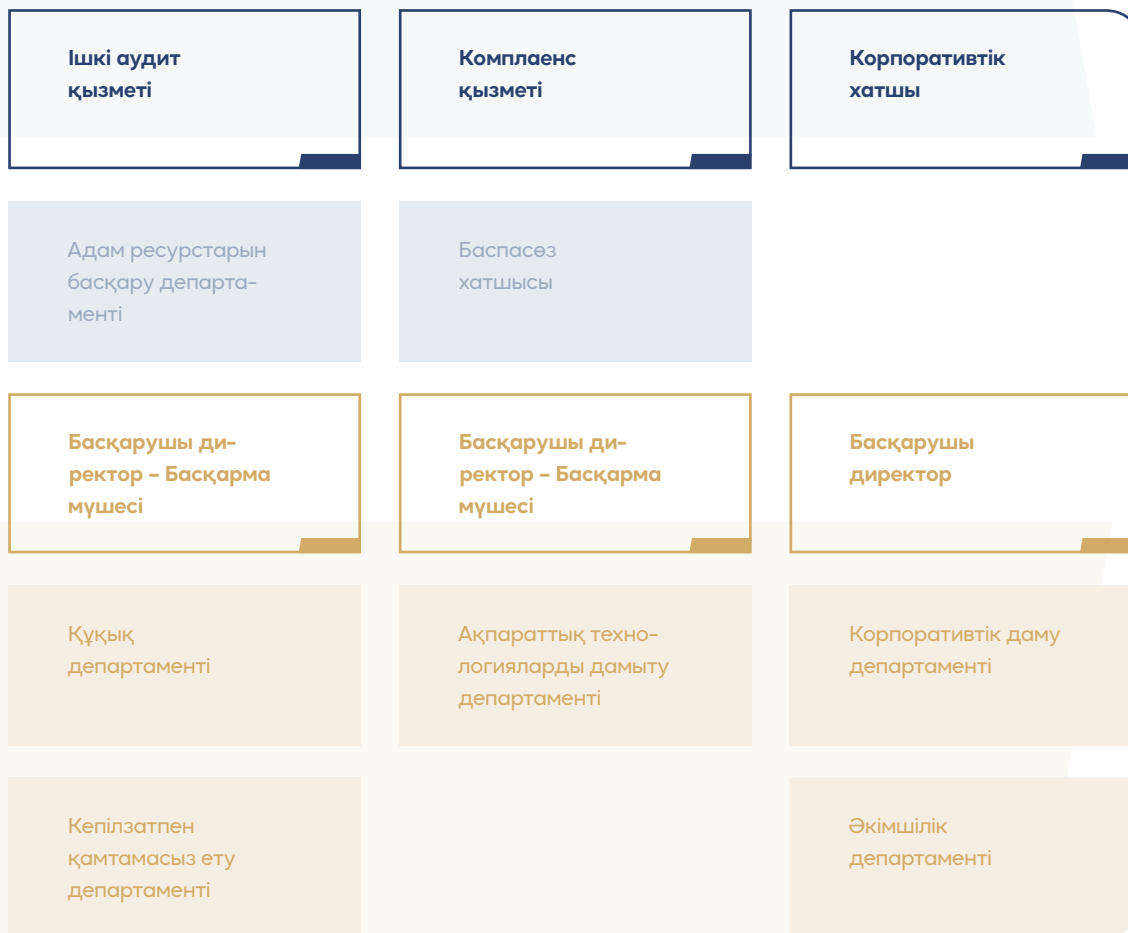 Ішкі аудит
қызметі
Комплаенс
қызметі
Корпоративтік
хатшы
Адам ресурстарын
басқару департа-
менті
Баспасөз
хатшысы
Басқарушы ди-
ректор – Басқарма
мүшесі
Басқарушы ди-
ректор – Басқарма
мүшесі
Басқарушы
директор
Құқық
департаменті
Ақпараттық техно-
логияларды дамыту
департаменті
Корпоративтік даму
департаменті
Кепілзатпен
қамтамасыз ету
департаменті
Әкімшілік
департаменті